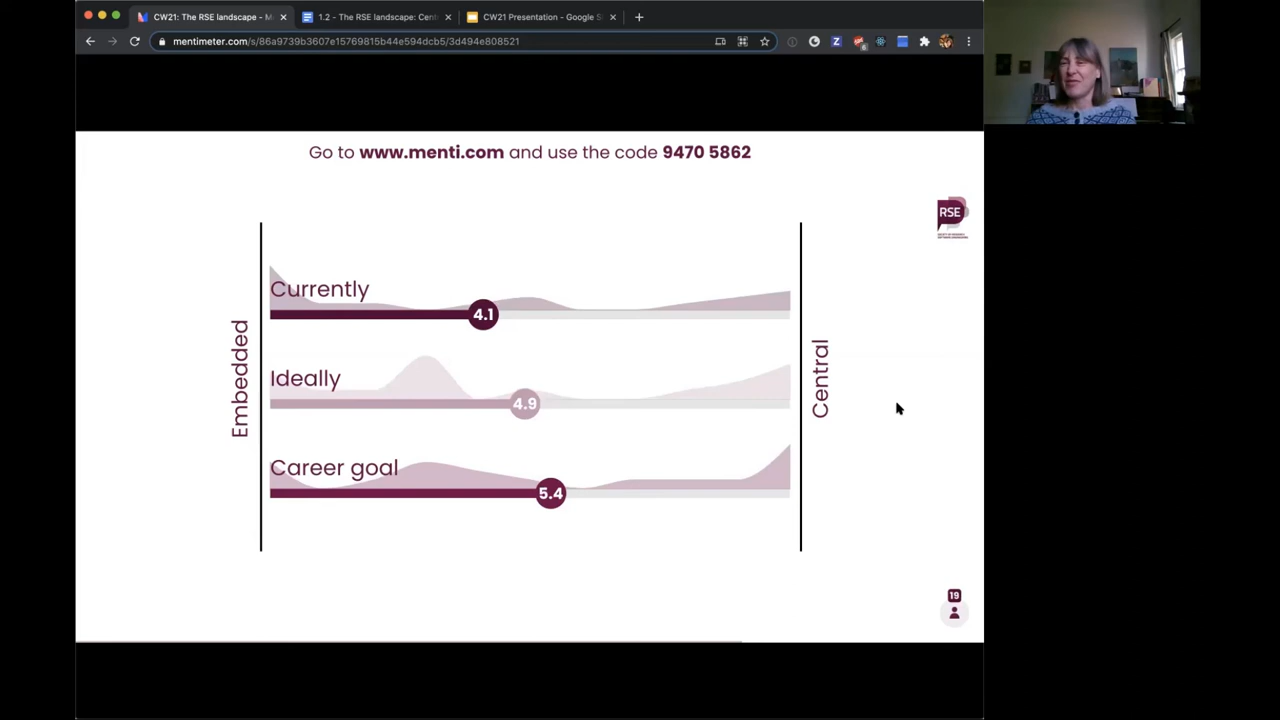 CW21: The RSE landscape - M
1.2 - The RSE landscape: Cent
CW21 Presentation - Google S
mentimeter.com/s/86a9739b3607e15769815b44e594dcb5/3d494e808521
Go to www.menti.com and use the code 9470 5862
RSE
Embedded
Currently
4.1
Ideally
4.9
Career goal
5.4
Central
19